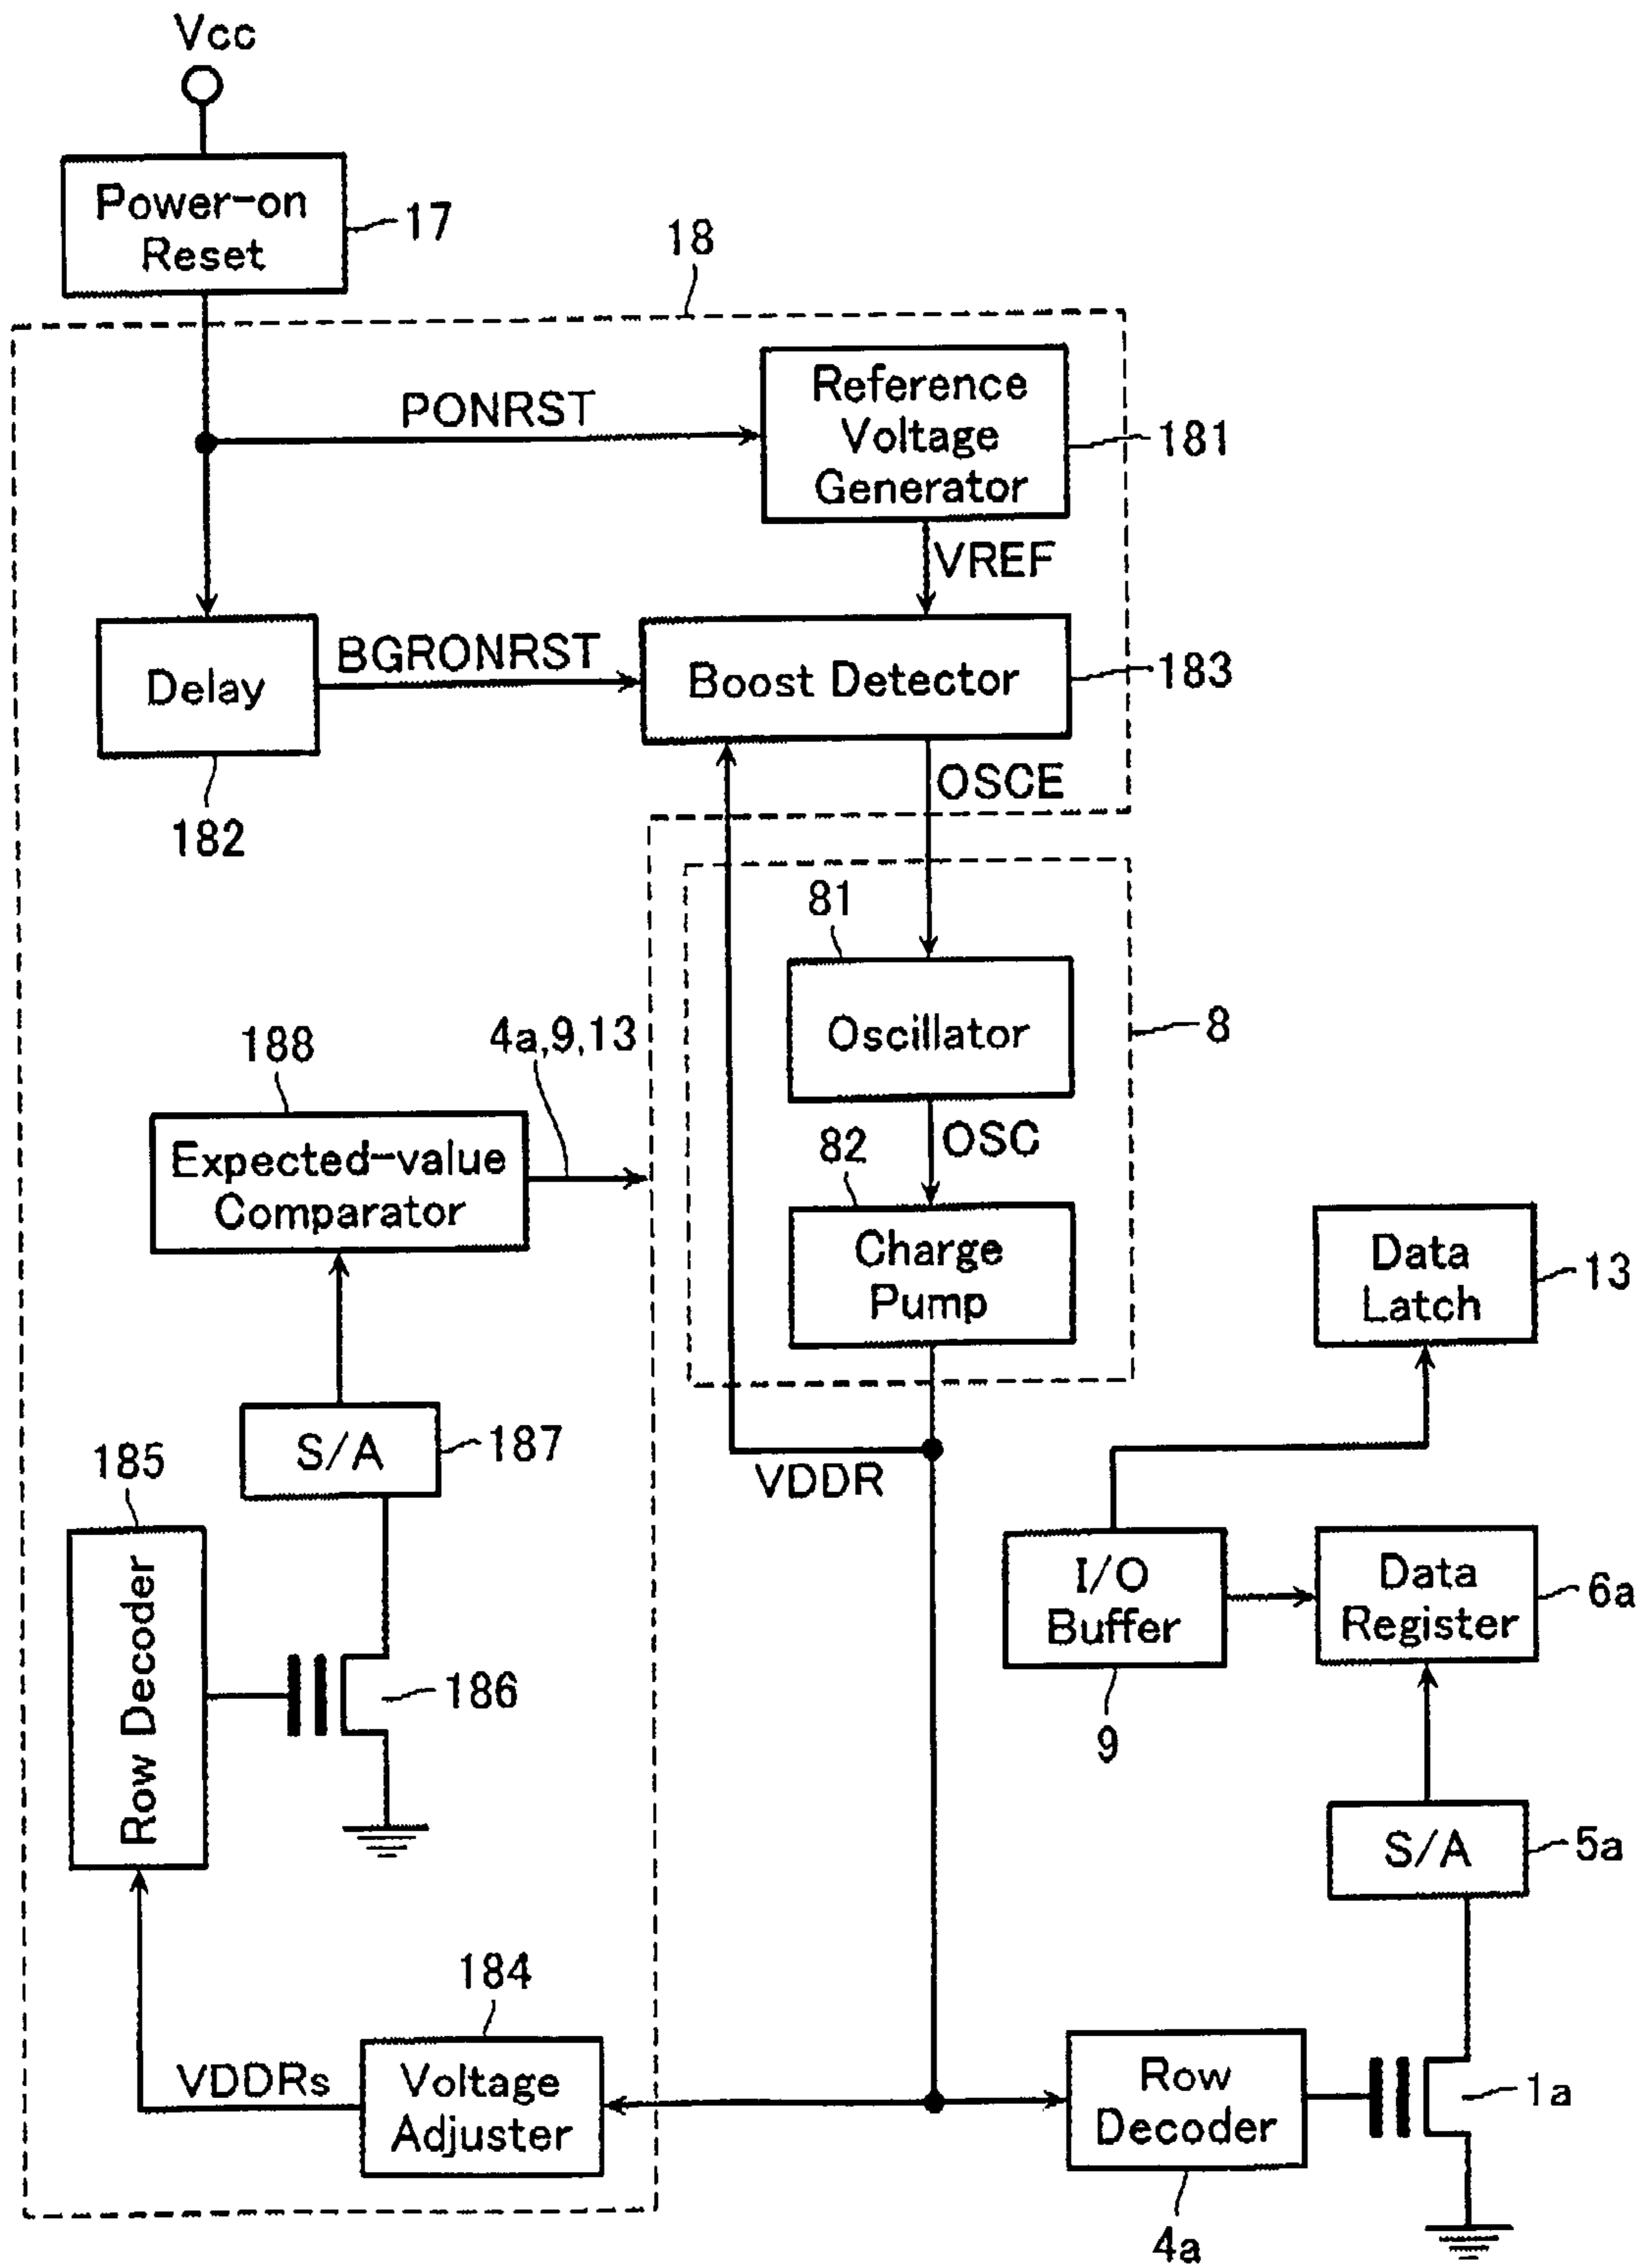 Vcc
Power-on
Reset
17
18
PONRST
Reference
Voltage
Generator
181
VREF
Delay
BGRONRST
Boost Detector
183
182
OSCE
81
Oscillator
8
188
4a,9,13
Expected-value
Comparator
OSC
82
Charge
Pump
Data
Latch
13
185
S/A
187
VDDR
Row Decoder
186
I/O
Buffer
9
Data
Register
6a
S/A
5a
184
VDDRs
Voltage
Adjuster
Row
Decoder
4a
1a